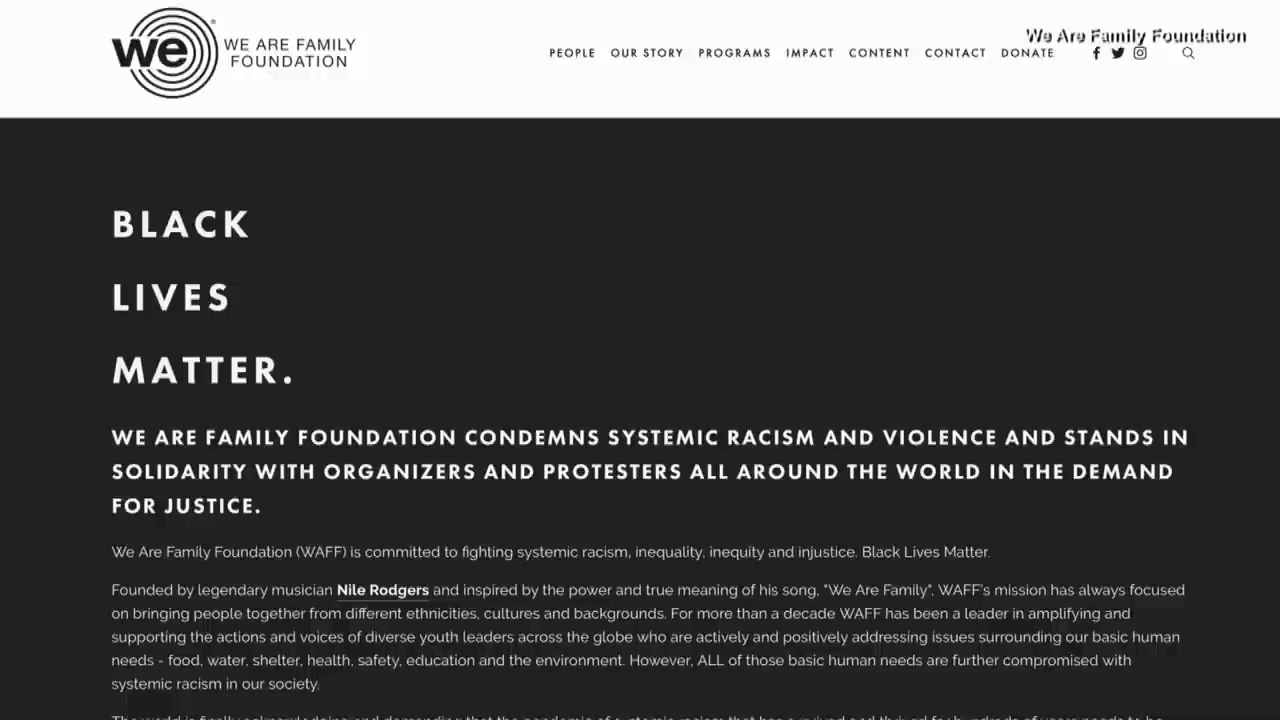 We Are Family Foundation
we WE ARE FAMILY
FOUNDATION
PEOPLE OUR STORY PROGRAMS IMPACT CONTENT CONTACT DONATE
BLACK
LIVES
MATTER.
WE ARE FAMILY FOUNDATION CONDEMNS SYSTEMIC RACISM AND VIOLENCE AND STANDS IN
SOLIDARITY WITH ORGANIZERS AND PROTESTERS ALL AROUND THE WORLD IN THE DEMAND
FOR JUSTICE.
We Are Family Foundation (WAFF) is committed to fighting systemic racism, inequality, inequity and injustice. Black Lives Matter.
Founded by legendary musician Nile Rodgers and inspired by the power and true meaning of his song, "We Are Family", WAFF's mission has always focused
on bringing people together from different ethnicities, cultures and backgrounds. For more than a decade WAFF has been a leader in amplifying and
supporting the actions and voices of diverse youth leaders across the globe who are actively and positively addressing issues surrounding our basic human
needs - food, water, shelter, health, safety, education and the environment. However, ALL of those basic human needs are further compromised with
systemic racism in our society.